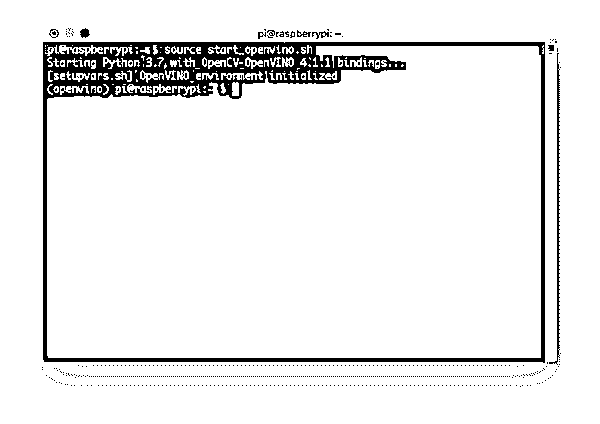 pi@raspberrypi: ~
pi@raspberrypi:~ $ source start_openvino.sh
Starting Python 3.7 with OpenCV-OpenVINO 4.1.1 bindings...
[setupvars.sh] OpenVINO environment initialized
(openvino) pi@raspberrypi:~ $